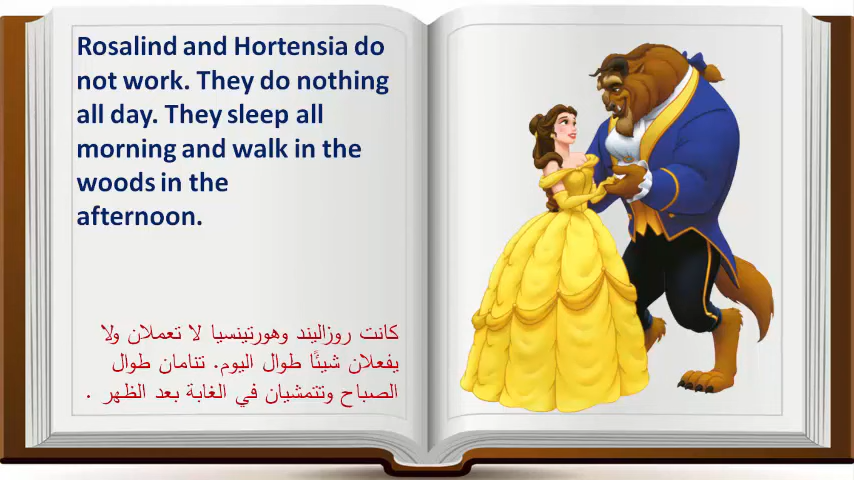 Rosalind and Hortensia do
not work. They do nothing
all day. They sleep all
morning and walk in the
woods in the
afternoon.
كانت روزاليند وهورتينسيا لا تعملان ولا
يفعلان شيئًا طوال اليوم. تنامان طوال
الصباح وتتمشيان في الغابة بعد الظهر .